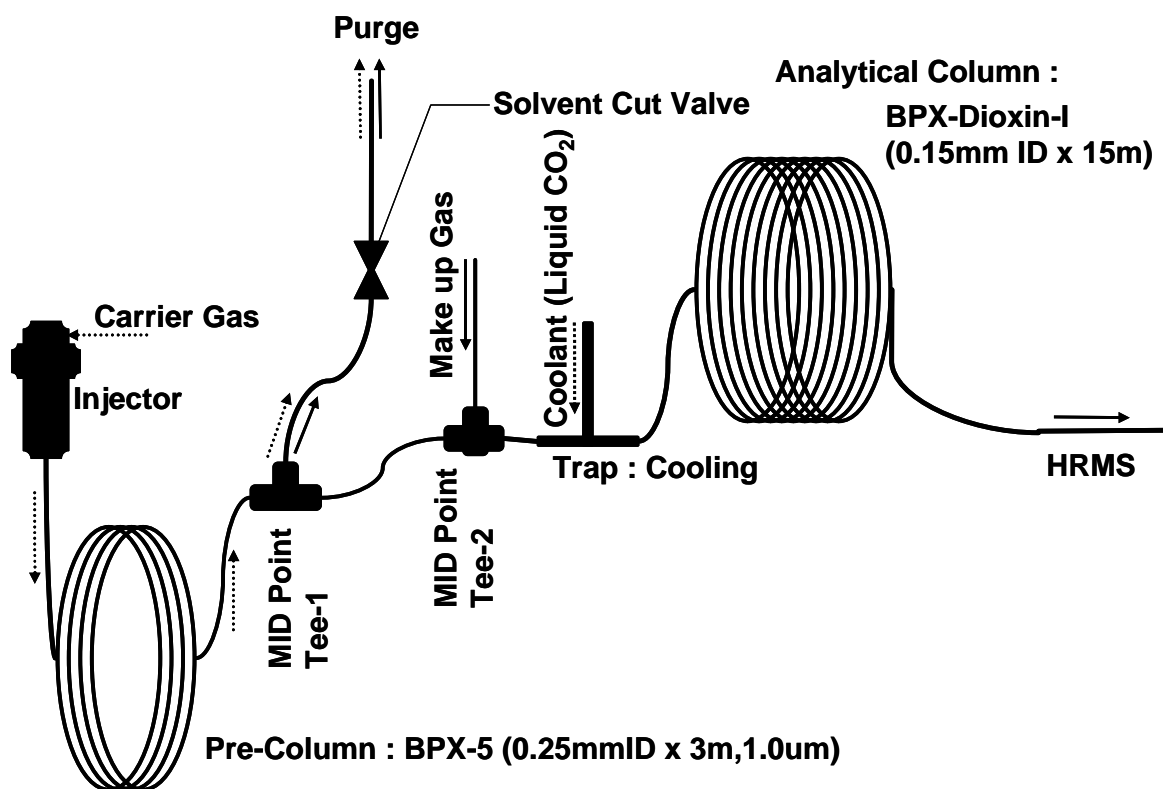 Purge
Solvent Cut Valve
Analytical Column :
BPX-Dioxin-I
(0.15mm ID x 15m)
Make up Gas
Coolant (Liquid CO₂)
Carrier Gas
Injector
Trap : Cooling
HRMS
MID Point
Tee-1
MID Point
Tee-2
Pre-Column : BPX-5 (0.25mmID x 3m,1.0um)